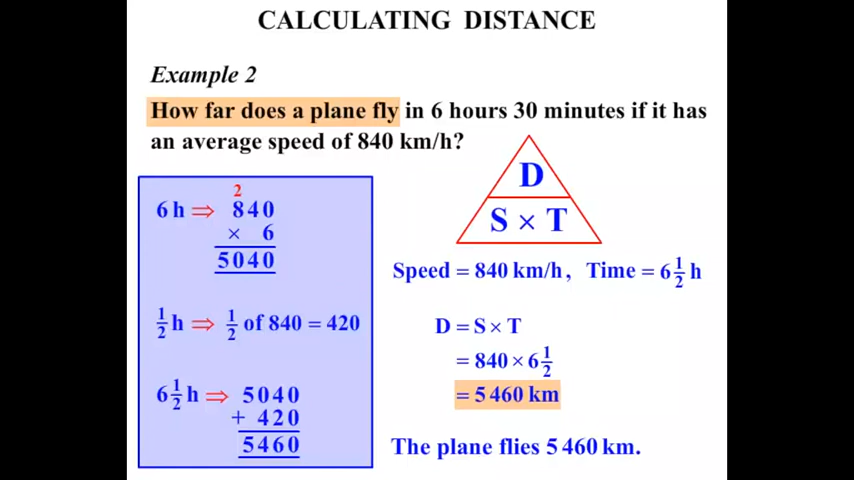 CALCULATING DISTANCE
Example 2
How far does a plane fly in 6 hours 30 minutes if it has
an average speed of 840 km/h?
2
6 h ⇒ 840
× 6
5040
½ h ⇒ ½ of 840 = 420
6½ h ⇒ 5040
+ 420
5460
D
S × T
Speed = 840 km/h, Time = 6½ h
D = S × T
= 840 × 6½
= 5 460 km
The plane flies 5 460 km.